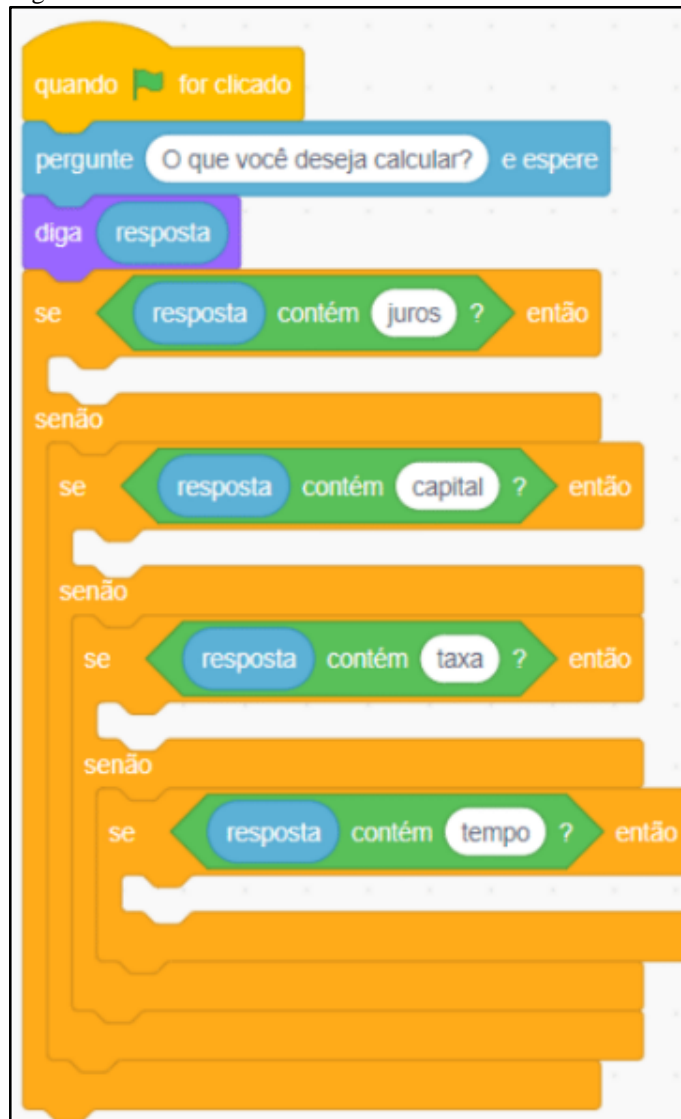 quando for clicado
pergunte O que você deseja calcular? e espere
diga resposta
se resposta contém juros ? então
senão
se resposta contém capital ? então
senão
se resposta contém taxa ? então
senão
se resposta contém tempo ? então